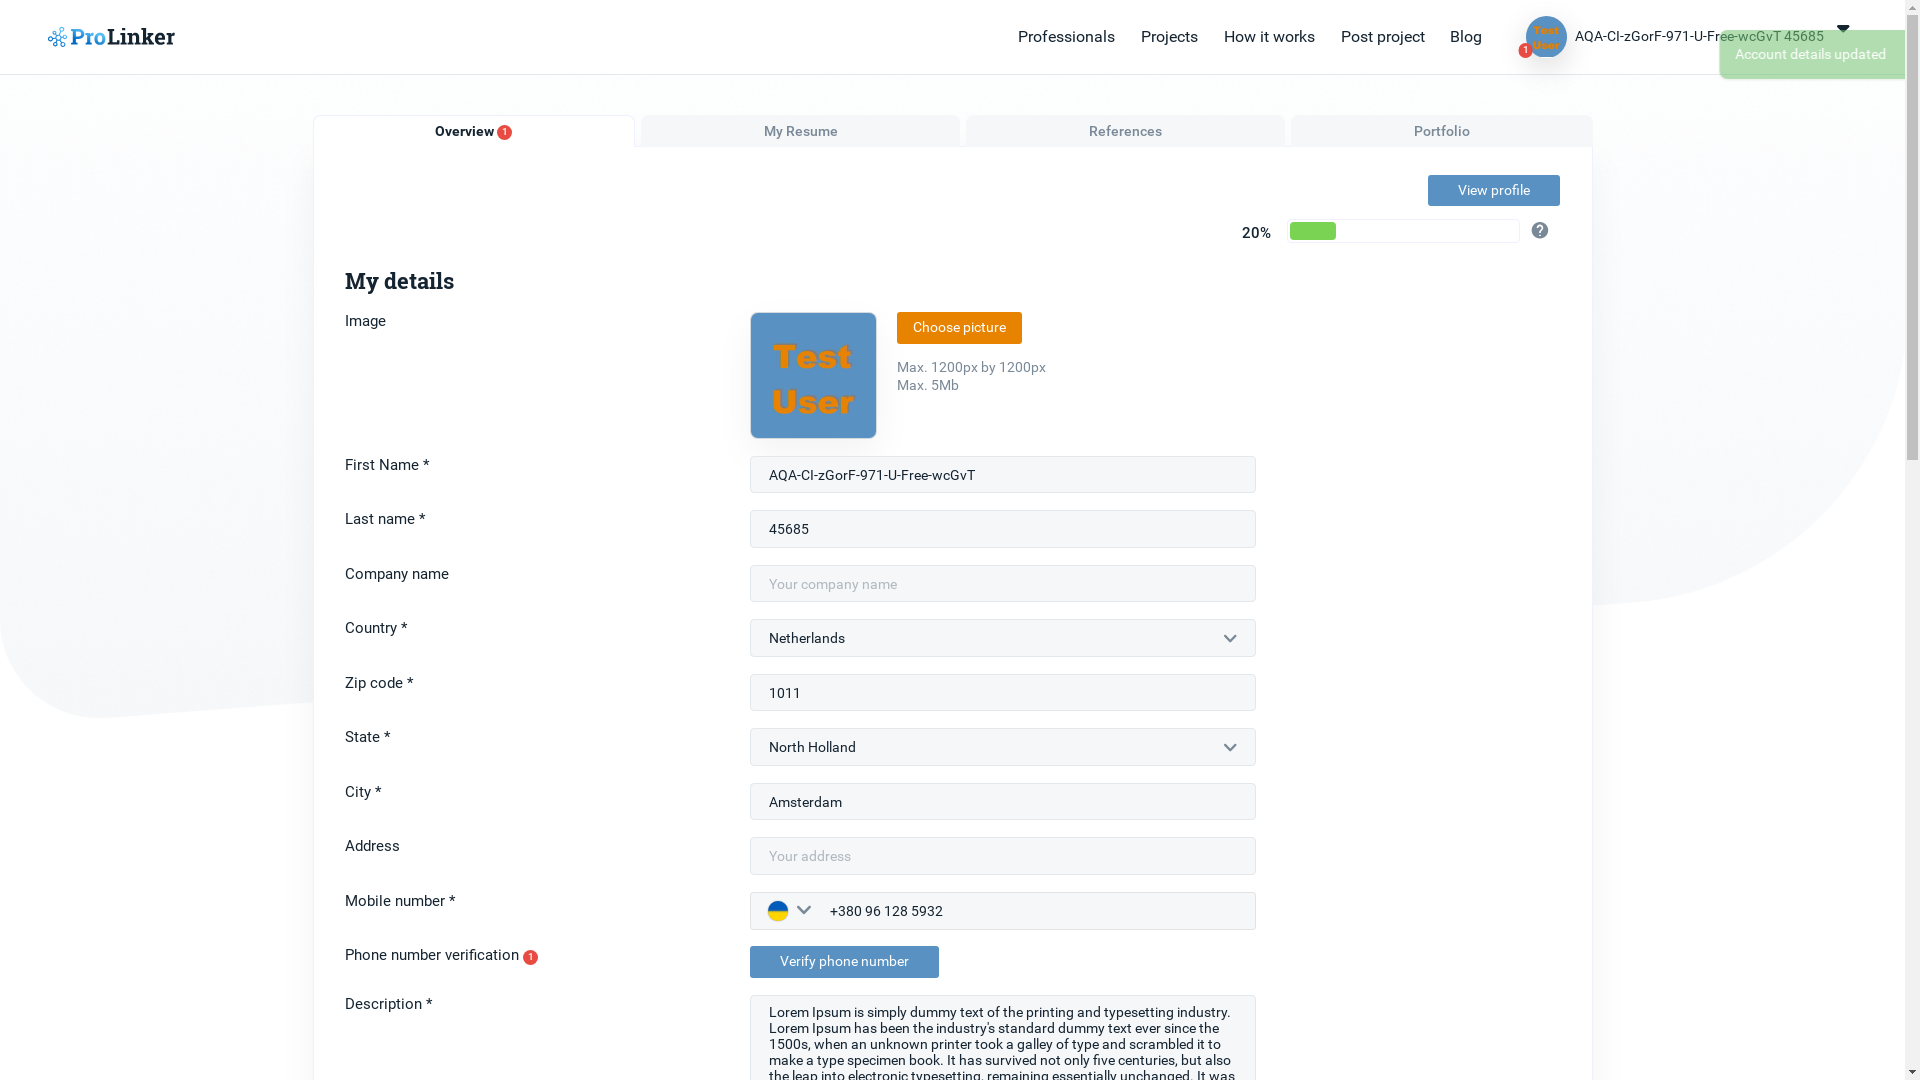 ProLinker
Professionals
Projects
How it works
Post project
Blog
Test
User
1
AQA-CI-zGorF-971-U-Free-wcGvT 45685
Account details updated
Overview 1
My Resume
References
Portfolio
View profile
20%
?
My details
Image
Test
User
Choose picture
Max. 1200px by 1200px
Max. 5Mb
First Name *
AQA-CI-zGorF-971-U-Free-wcGvT
Last name *
45685
Company name
Your company name
Country *
Netherlands
Zip code *
1011
State *
North Holland
City *
Amsterdam
Address
Your address
Mobile number *
+380 96 128 5932
Phone number verification 1
Verify phone number
Description *
Lorem Ipsum is simply dummy text of the printing and typesetting industry.
Lorem Ipsum has been the industry's standard dummy text ever since the
1500s, when an unknown printer took a galley of type and scrambled it to
make a type specimen book. It has survived not only five centuries, but also
the leap into electronic typesetting, remaining essentially unchanged. It was